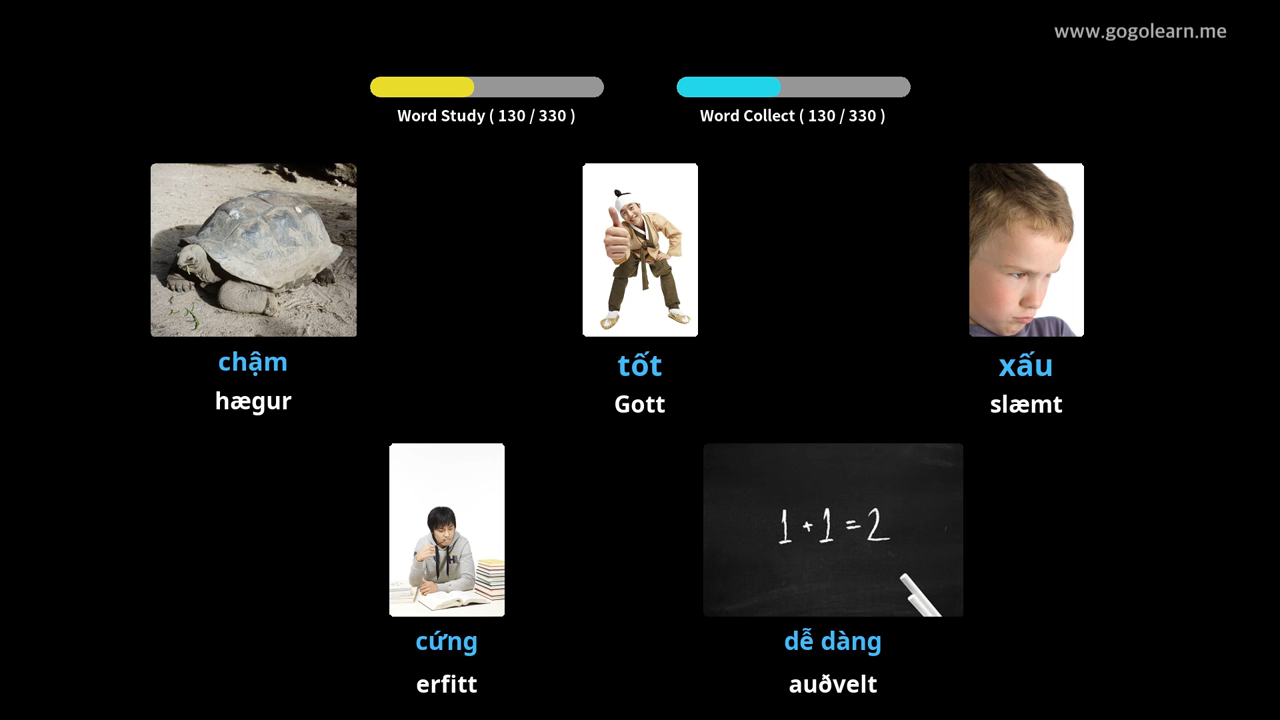 www.gogolearn.me
Word Study ( 130 / 330 )
Word Collect ( 130 / 330 )
chậm
hægur
tốt
Gott
xấu
slæmt
1 + 1 = 2
cứng
erfitt
dễ dàng
auðvelt